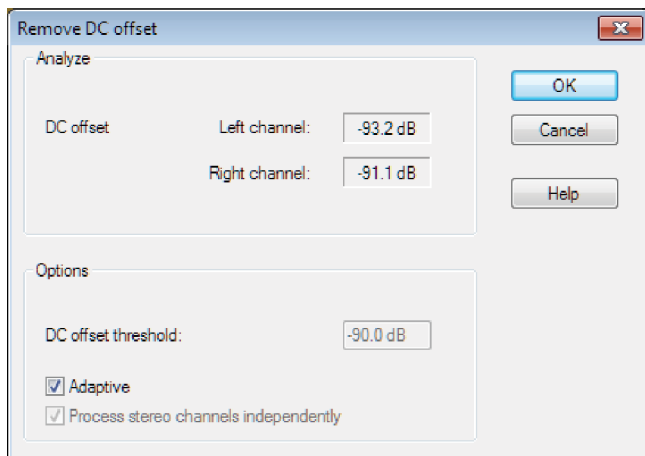 Remove DC offset
Analyze
DC offset Left channel: -93.2 dB
Right channel: -91.1 dB
OK
Cancel
Help
Options
DC offset threshold: -90.0 dB
Adaptive
Process stereo channels independently